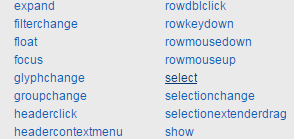 expand
filterchange
float
focus
glyphchange
groupchange
headerclick
headercontextmenu
rowdblclick
rowkeydown
rowmousedown
rowmouseup
select
selectionchange
selectionextenderdrag
show